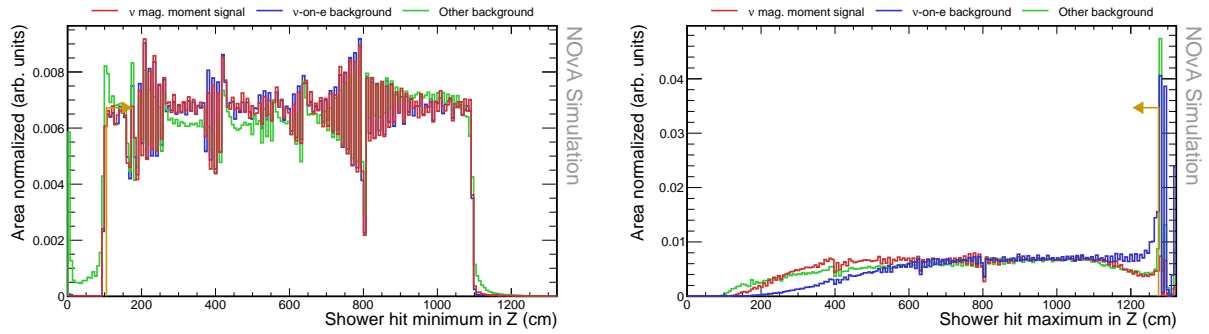 ν mag. moment signal ν-on-e background Other background
Area normalized (arb. units)
0.008
0.006
0.004
0.002
0
0 200 400 600 800 1000 1200
Shower hit minimum in Z (cm)
NOvA Simulation
ν mag. moment signal ν-on-e background Other background
Area normalized (arb. units)
0.04
0.03
0.02
0.01
0
0 200 400 600 800 1000 1200
Shower hit maximum in Z (cm)
NOvA Simulation